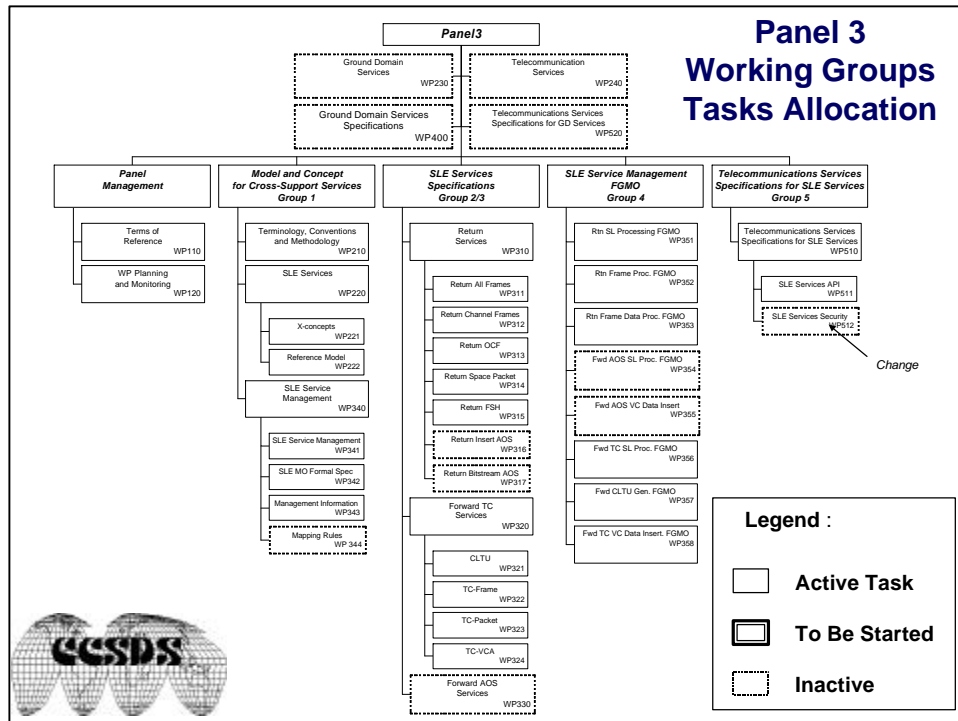 Panel 3
Working Groups
Tasks Allocation
Panel3
Ground Domain
Services
WP230
Telecommunication
Services
WP240
Ground Domain Services
Specifications
WP400
Telecommunications Services
Specifications for GD Services
WP520
Panel
Management
Terms of
Reference
WP110
WP Planning
and Monitoring
WP120
Model and Concept
for Cross-Support Services
Group 1
Terminology, Conventions
and Methodology
WP210
SLE Services
WP220
X-concepts
WP221
Reference Model
WP222
SLE Service
Management
WP340
SLE Service Management
WP341
SLE MO Formal Spec
WP342
Management Information
WP343
Mapping Rules
WP 344
SLE Services
Specifications
Group 2/3
Return
Services
WP310
Return All Frames
WP311
Return Channel Frames
WP312
Return OCF
WP313
Return Space Packet
WP314
Return FSH
WP315
Return Insert AOS
WP316
Return Bitstream AOS
WP317
Forward TC
Services
WP320
CLTU
WP321
TC-Frame
WP322
TC-Packet
WP323
TC-VCA
WP324
Forward AOS
Services
WP330
SLE Service Management
FGMO
Group 4
Rtn SL Processing FGMO
WP351
Rtn Frame Proc. FGMO
WP352
Rtn Frame Data Proc. FGMO
WP353
Fwd AOS SL Proc. FGMO
WP354
Fwd AOS VC Data Insert
WP355
Fwd TC SL Proc. FGMO
WP356
Fwd CLTU Gen. FGMO
WP357
Fwd TC VC Data Insert. FGMO
WP358
Telecommunications Services
Specifications for SLE Services
Group 5
Telecommunications Services
Specifications for SLE Services
WP510
SLE Services API
WP511
SLE Services Security
WP512
Change
Legend :
Active Task
To Be Started
Inactive
CCSDS